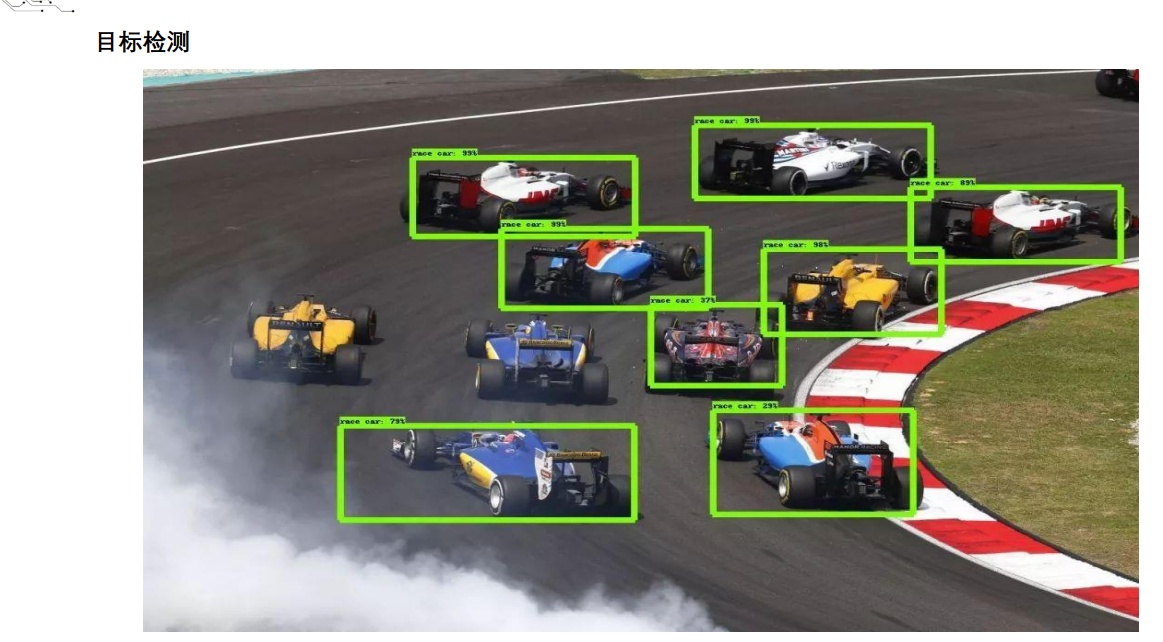 目标检测
race car: 99%
race car: 99%
race car: 89%
race car: 99%
race car: 98%
race car: 37%
RENAULT
race car: 29%
race car: 79%